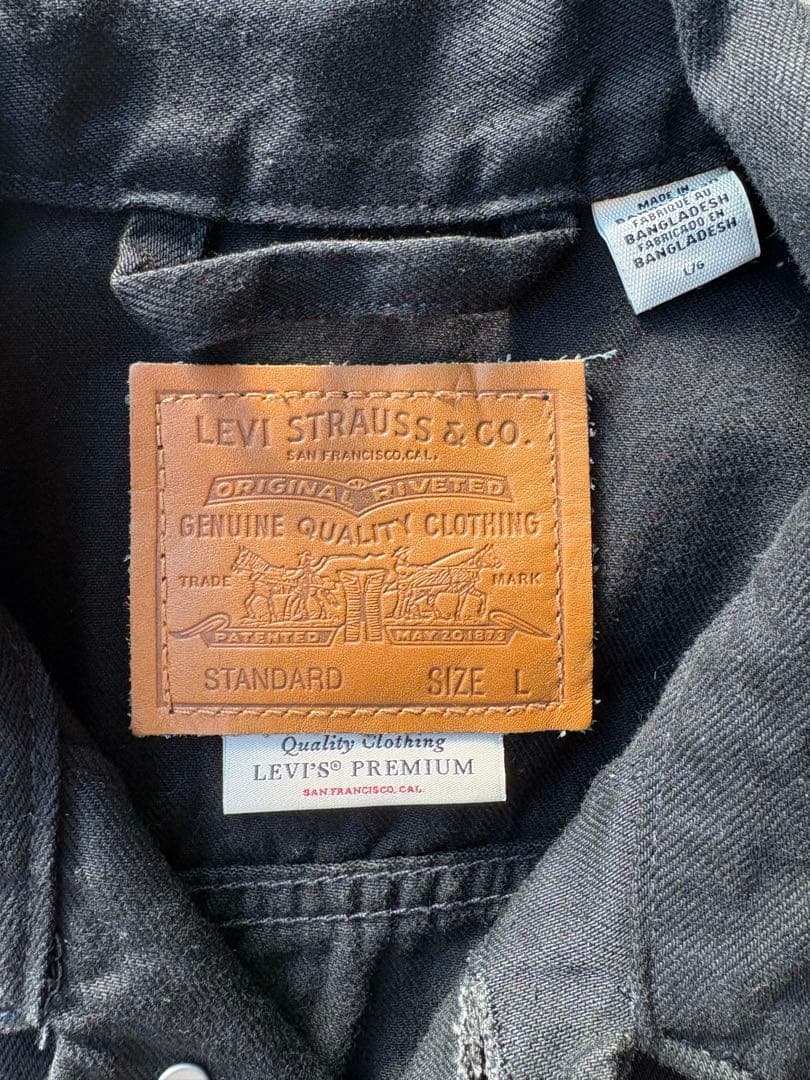 MADE IN
FABRIQUE AU
BANGLADESH
FABRICADO EN
BANGLADESH
L/G
LEVI STRAUSS & CO.
SAN FRANCISCO, CAL.
ORIGINAL RIVETED
GENUINE QUALITY CLOTHING
TRADE MARK
PATENTED MAY 20 1873
STANDARD SIZE L
Quality Clothing
LEVI'S® PREMIUM
SAN FRANCISCO, CAL.